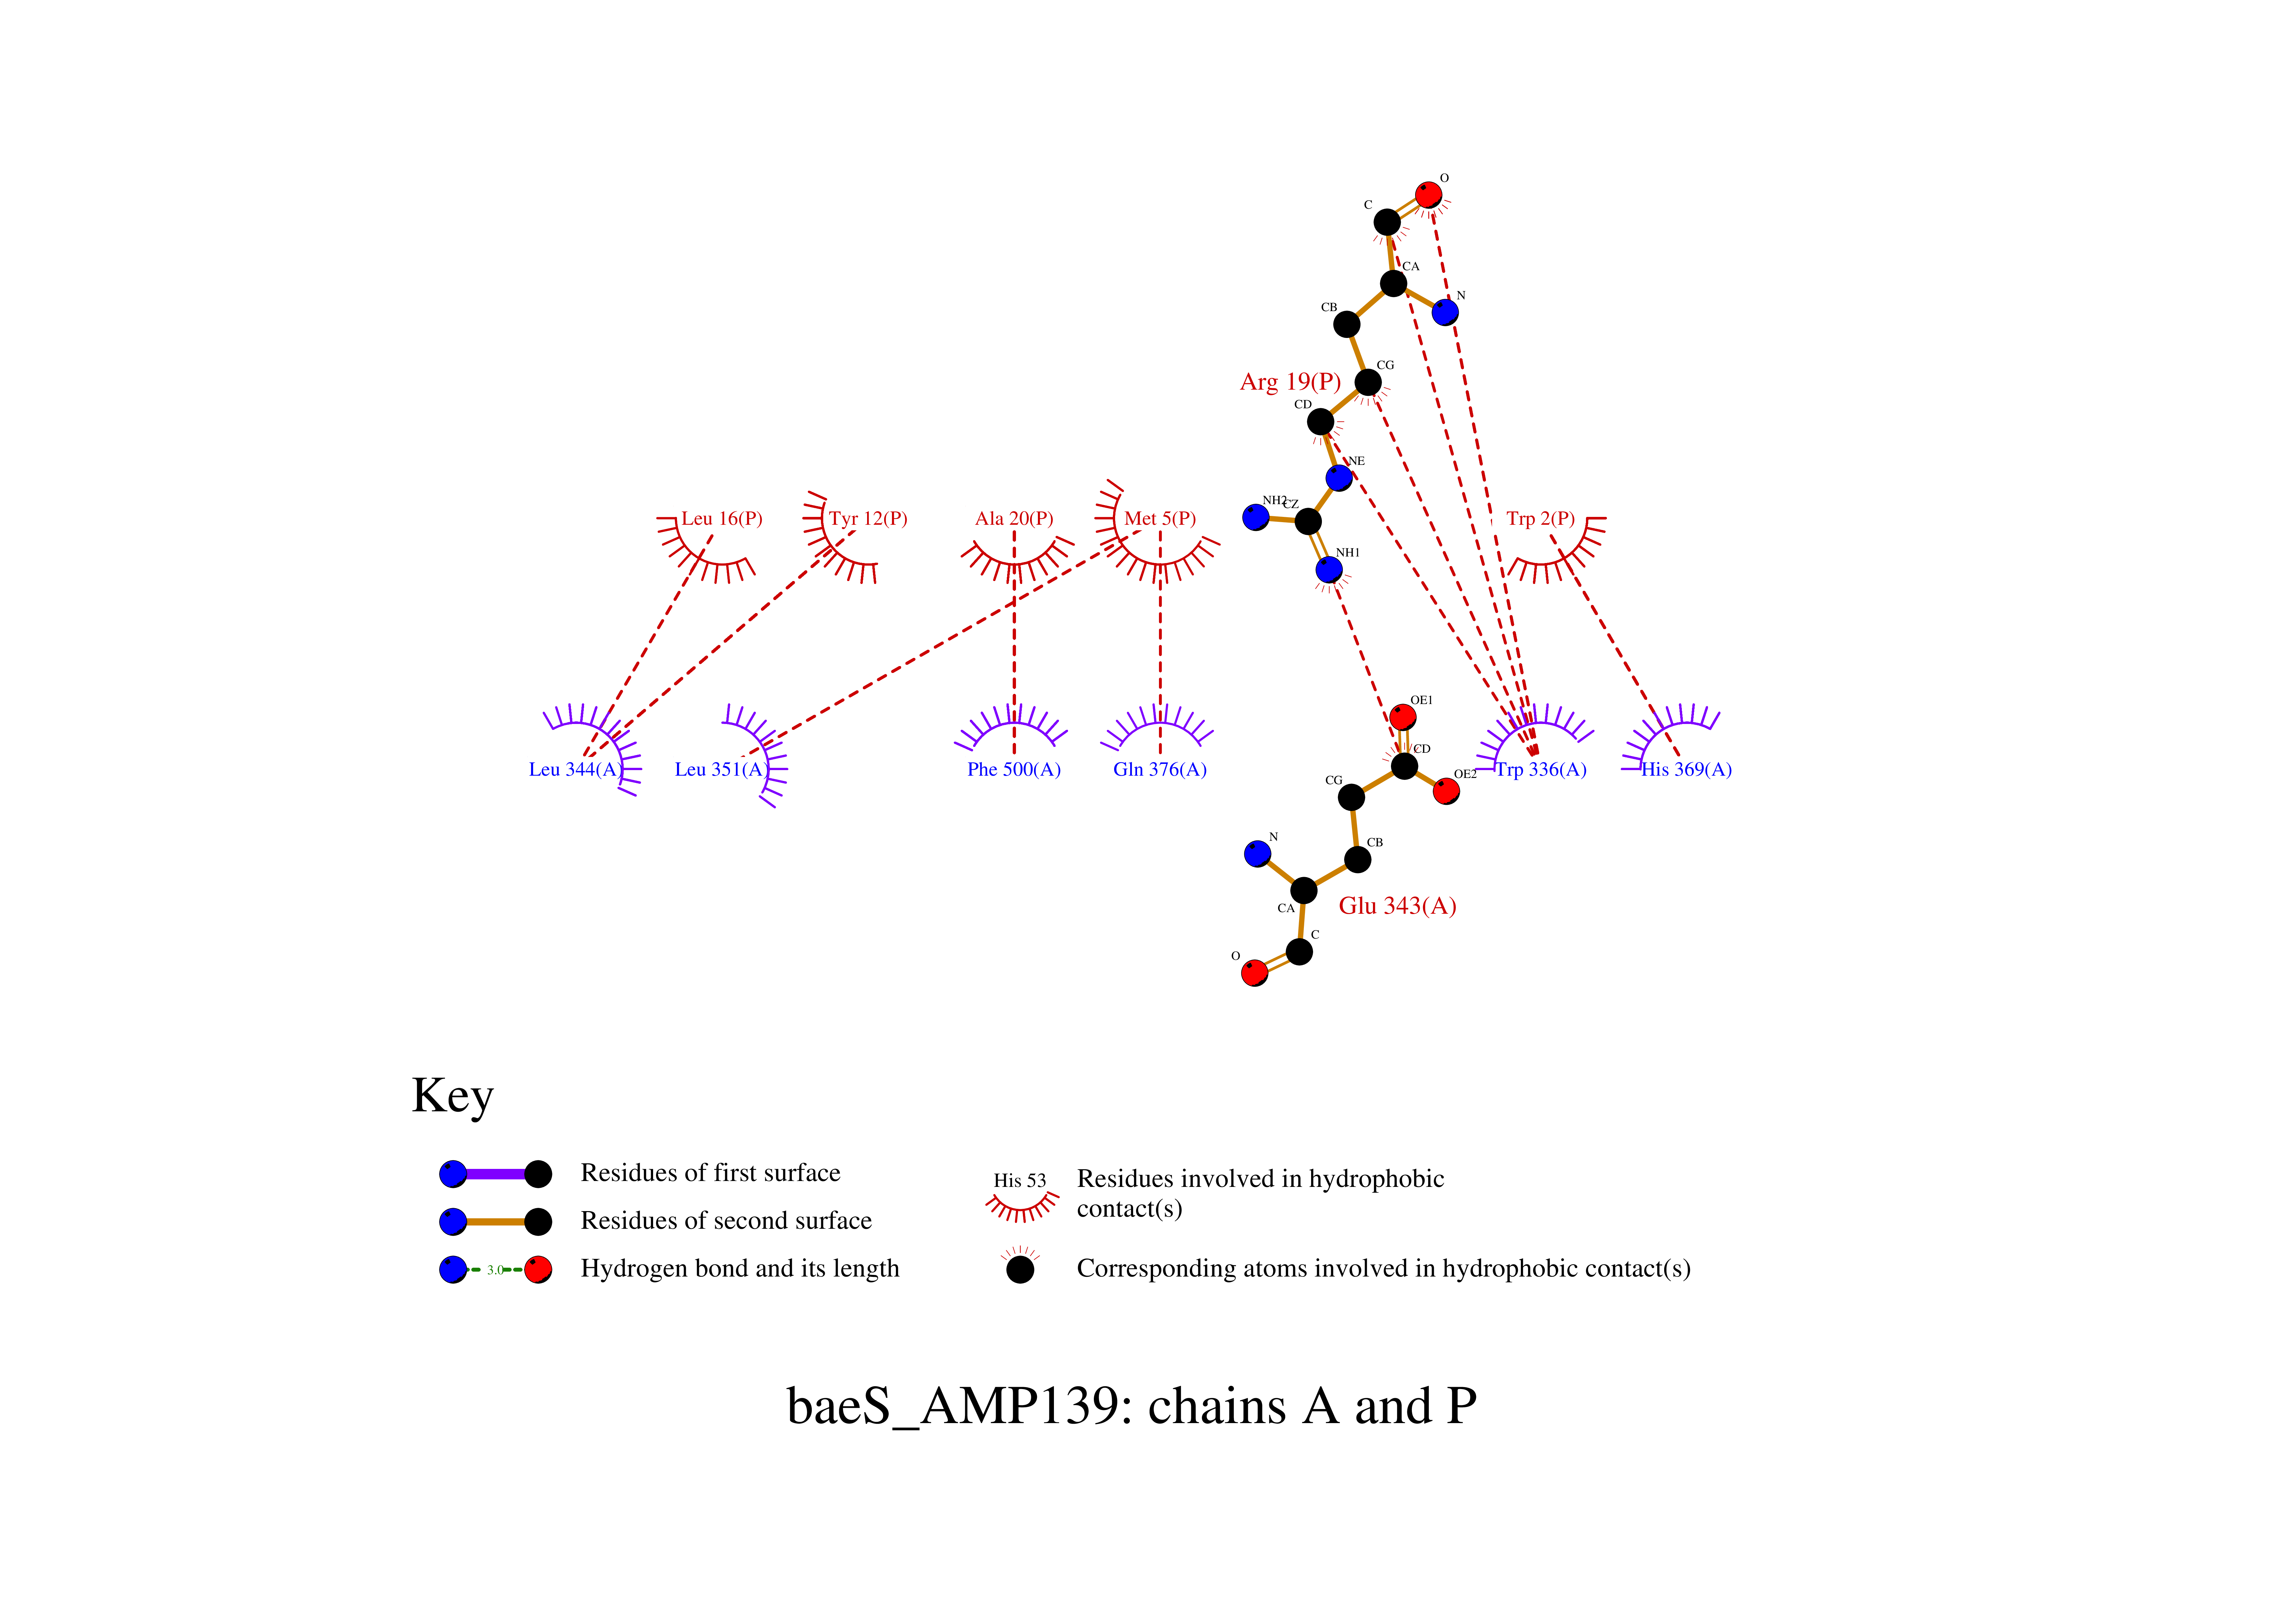 O
C
CA
N
CB
CG
Arg 19(P)
CD
NE
NH2
CZ
NH1
Leu 16(P) Tyr 12(P) Ala 20(P) Met 5(P) Trp 2(P)
OE1
CD
OE2
CG
Leu 344(A) Leu 351(A) Phe 500(A) Gln 376(A) Trp 336(A) His 369(A)
N
CB
CA
Glu 343(A)
C
O
Key
Residues of first surface
Residues of second surface
3.0
Hydrogen bond and its length
His 53
Residues involved in hydrophobic
contact(s)
Corresponding atoms involved in hydrophobic contact(s)
baeS_AMP139: chains A and P